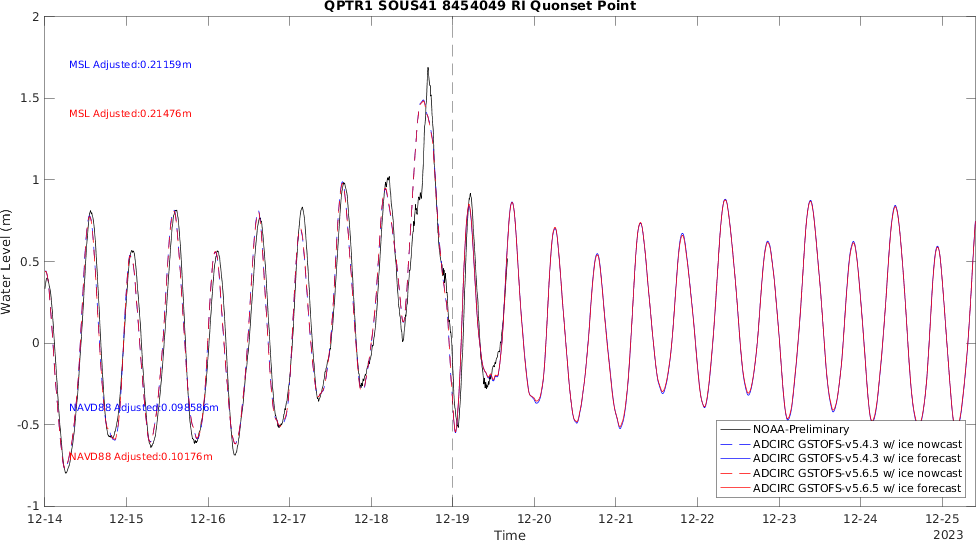 QPTR1 SOUS41 8454049 RI Quonset Point
2
1.5
1
0.5
0
-0.5
-1
Water Level (m)
MSL Adjusted:0.21159m
MSL Adjusted:0.21476m
NAVD88 Adjusted:0.098586m
NAVD88 Adjusted:0.10176m
NOAA-Preliminary
ADCIRC GSTOFS-v5.4.3 w/ ice nowcast
ADCIRC GSTOFS-v5.4.3 w/ ice forecast
ADCIRC GSTOFS-v5.6.5 w/ ice nowcast
ADCIRC GSTOFS-v5.6.5 w/ ice forecast
12-14 12-15 12-16 12-17 12-18 12-19 12-20 12-21 12-22 12-23 12-24 12-25
Time
2023